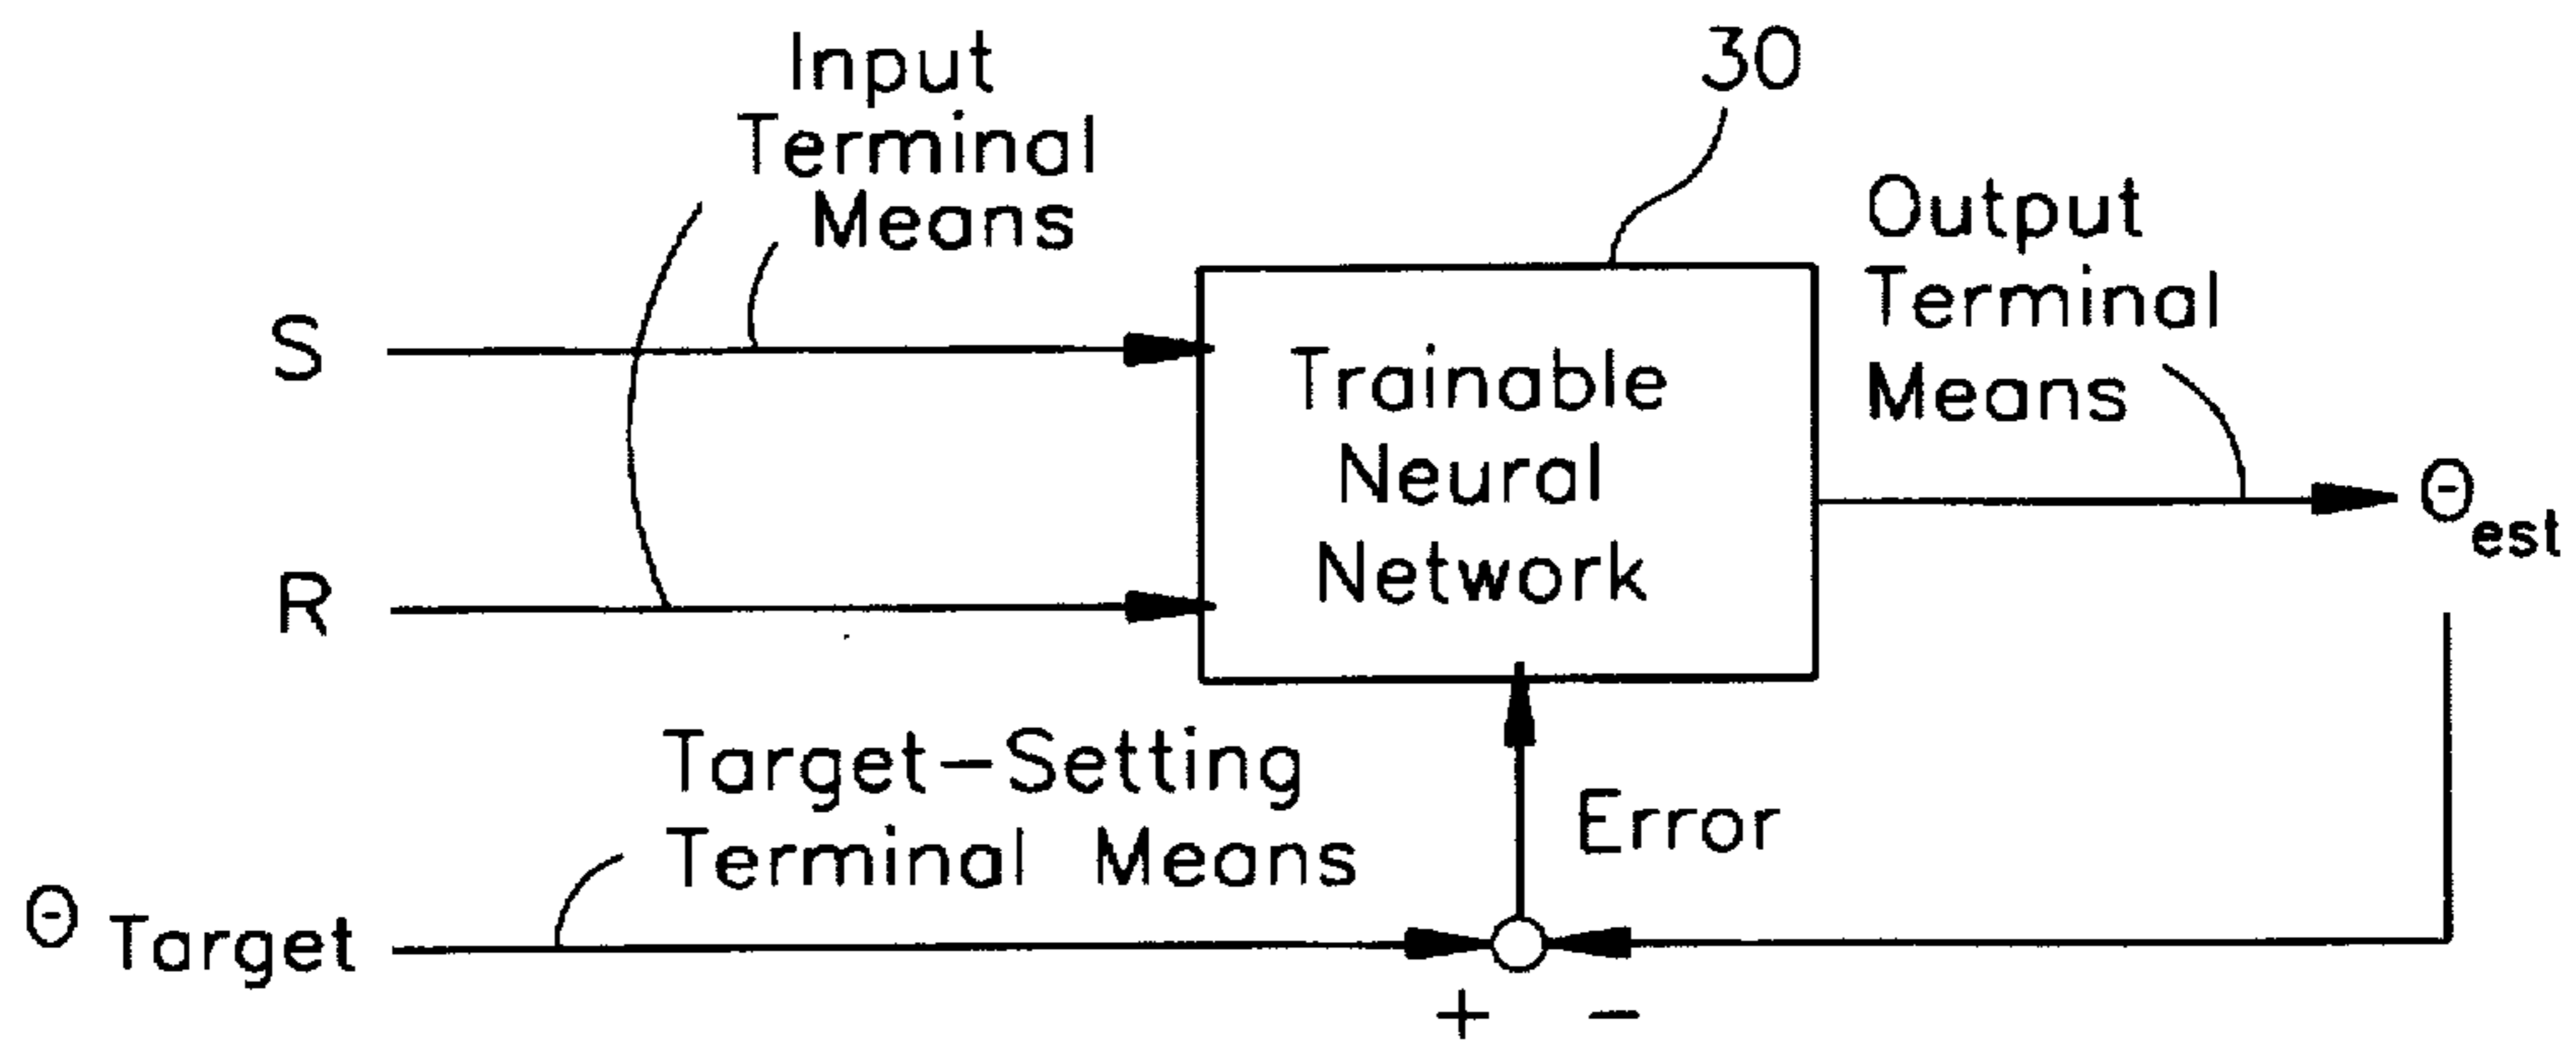 Input
Terminal
Means
30
Output
Terminal
Means
S
R
Trainable
Neural
Network
Θest
Target-Setting
Terminal Means
Error
Θ Target
+ -